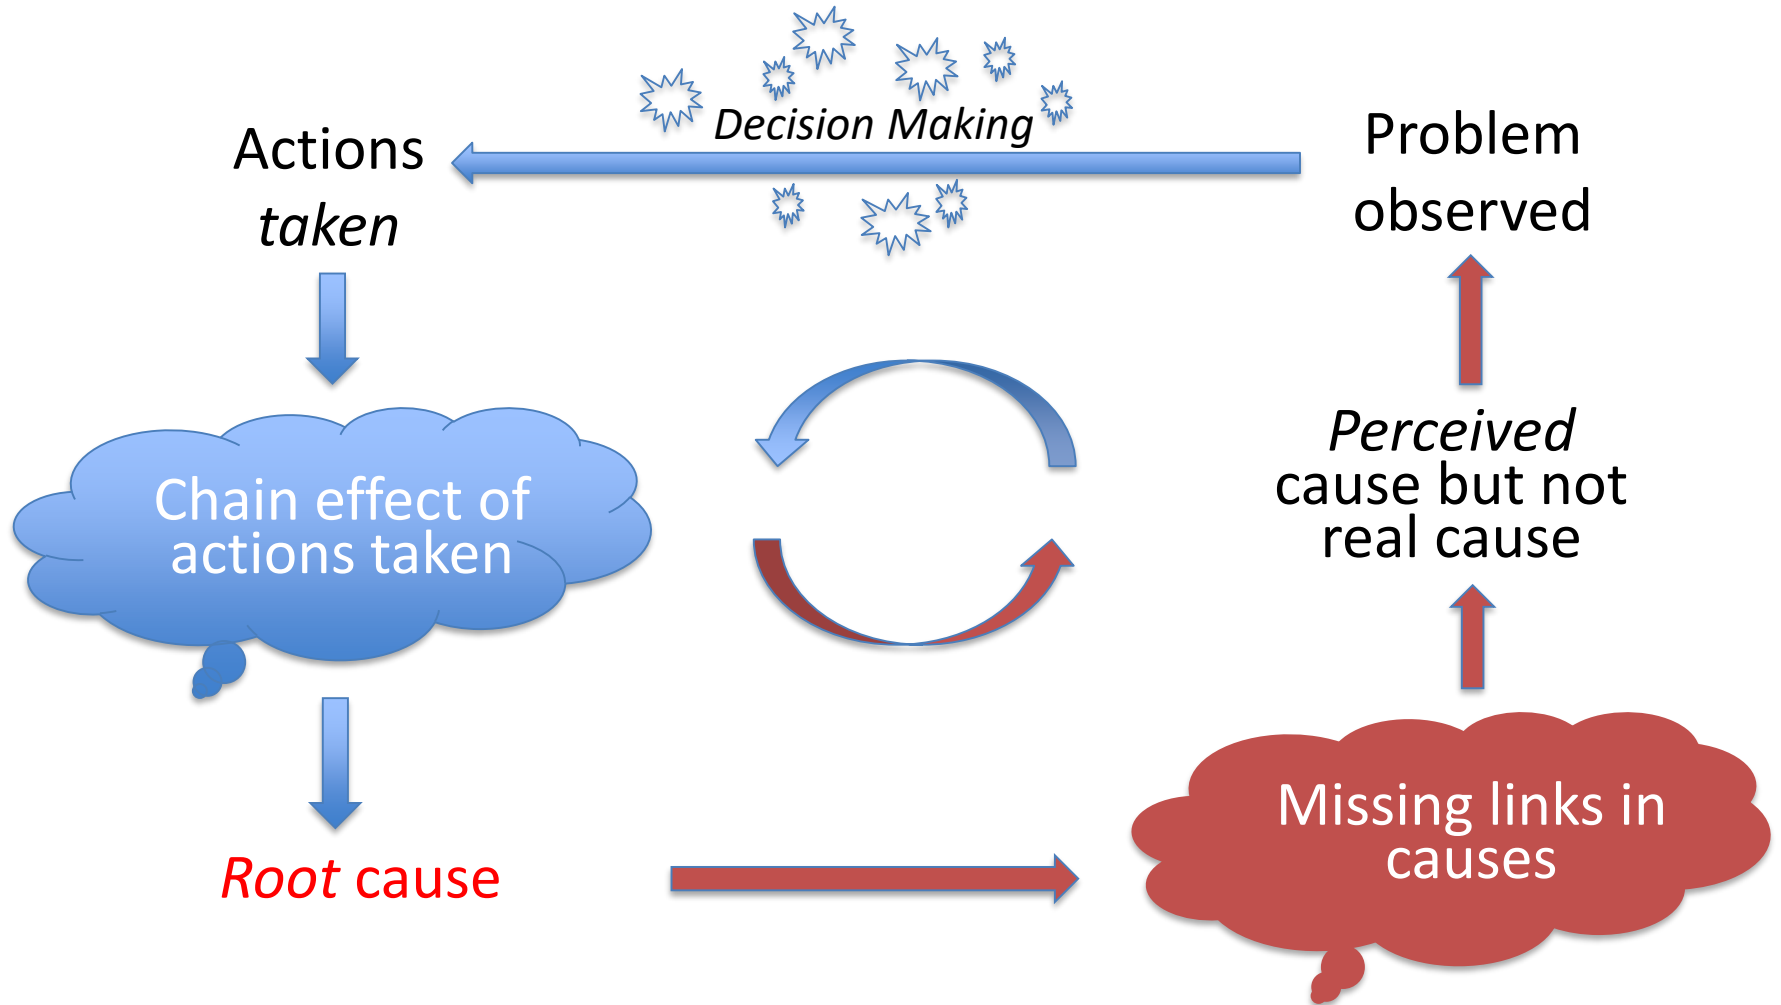 Decision Making
Actions
taken
Problem
observed
Chain effect of
actions taken
Perceived
cause but not
real cause
Root cause
Missing links in
causes